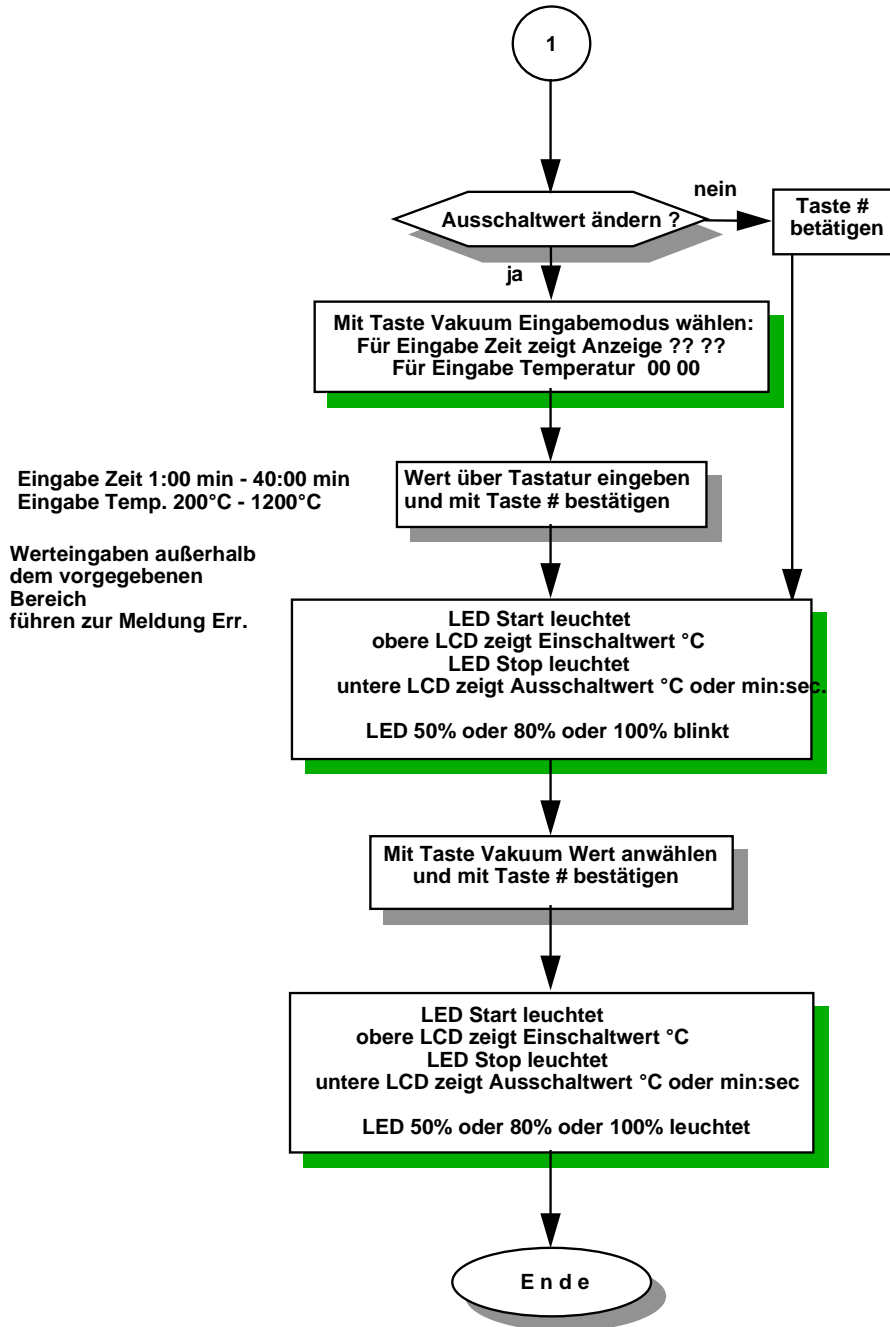 1
Ausschaltwert ändern ?
nein
Taste #
betätigen
ja
Mit Taste Vakuum Eingabemodus wählen:
Für Eingabe Zeit zeigt Anzeige ?? ??
Für Eingabe Temperatur 00 00
Eingabe Zeit 1:00 min - 40:00 min
Eingabe Temp. 200°C - 1200°C
Wert über Tastatur eingeben
und mit Taste # bestätigen
Werteingaben außerhalb
dem vorgegebenen
Bereich
führen zur Meldung Err.
LED Start leuchtet
obere LCD zeigt Einschaltwert °C
LED Stop leuchtet
untere LCD zeigt Ausschaltwert °C oder min:sec.
LED 50% oder 80% oder 100% blinkt
Mit Taste Vakuum Wert anwählen
und mit Taste # bestätigen
LED Start leuchtet
obere LCD zeigt Einschaltwert °C
LED Stop leuchtet
untere LCD zeigt Ausschaltwert °C oder min:sec
LED 50% oder 80% oder 100% leuchtet
E n d e